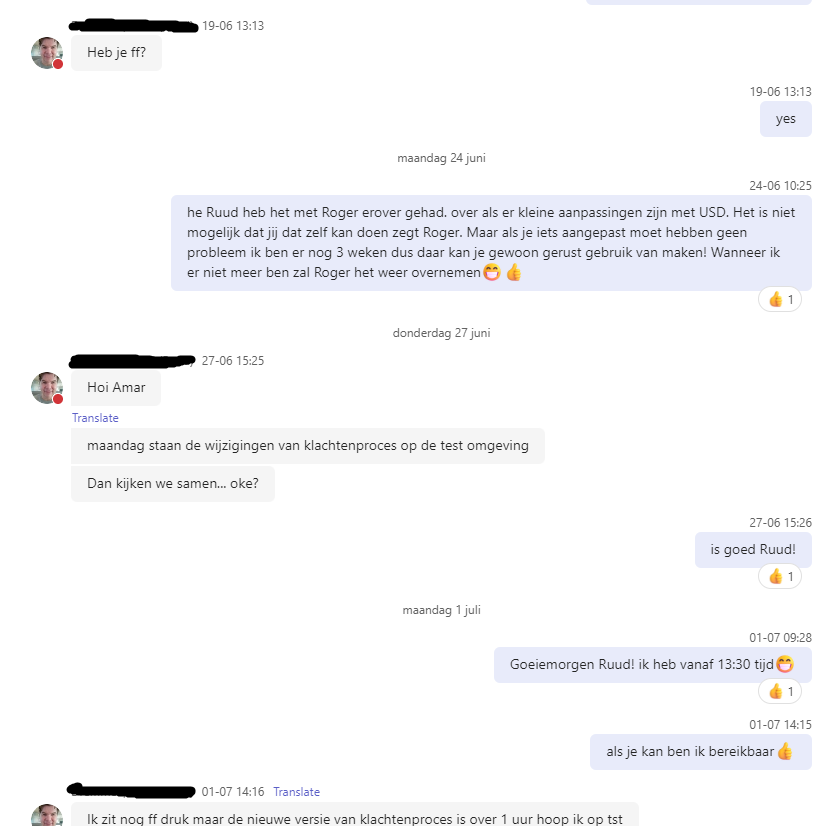 19-06 13:13
Heb je ff?
19-06 13:13
yes
maandag 24 juni
24-06 10:25
he Ruud heb het met Roger erover gehad. over als er kleine aanpassingen zijn met USD. Het is niet
mogelijk dat jij dat zelf kan doen zegt Roger. Maar als je iets aangepast moet hebben geen
probleem ik ben er nog 3 weken dus daar kan je gewoon gerust gebruik van maken! Wanneer ik
er niet meer ben zal Roger het weer overnemen😁👍
👍 1
donderdag 27 juni
27-06 15:25
Hoi Amar
Translate
maandag staan de wijzigingen van klachtenproces op de test omgeving
Dan kijken we samen... oke?
27-06 15:26
is goed Ruud!
👍 1
maandag 1 juli
01-07 09:28
Goeiemorgen Ruud! ik heb vanaf 13:30 tijd😁
👍 1
01-07 14:15
als je kan ben ik bereikbaar👍
01-07 14:16 Translate
Ik zit nog ff druk maar de nieuwe versie van klachtenproces is over 1 uur hoop ik op tst